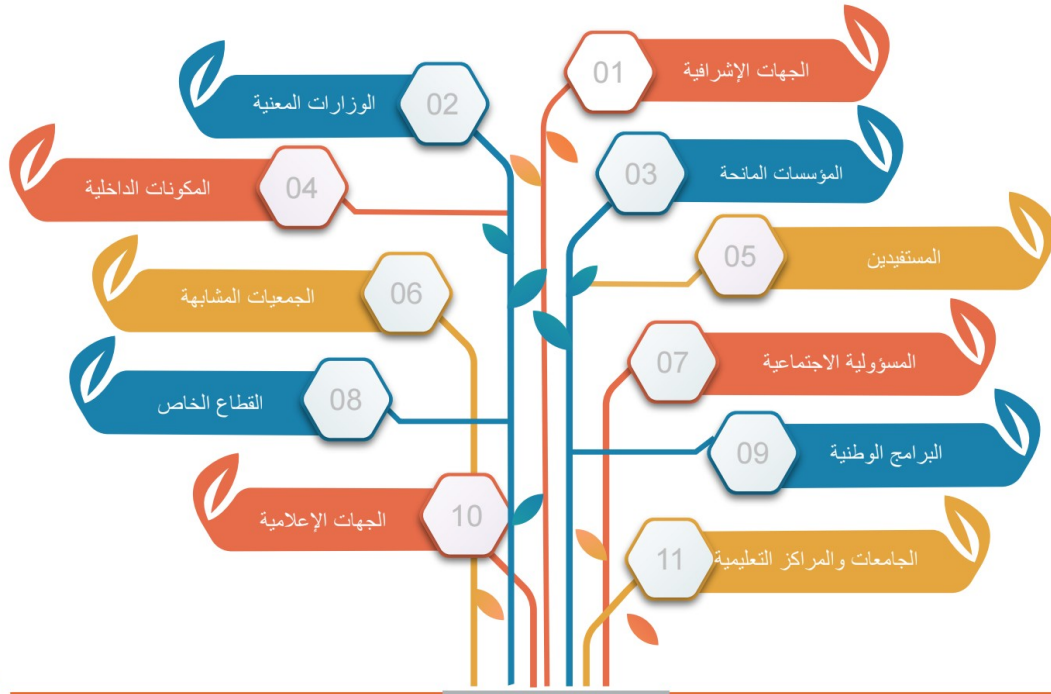 01
الجهات الإشرافية
02
الوزارات المعنية
03
المؤسسات المانحة
04
المكونات الداخلية
05
المستفيدين
06
الجمعيات المشابهة
07
المسؤولية الاجتماعية
08
القطاع الخاص
09
البرامج الوطنية
10
الجهات الإعلامية
11
الجامعات والمراكز التعليمية